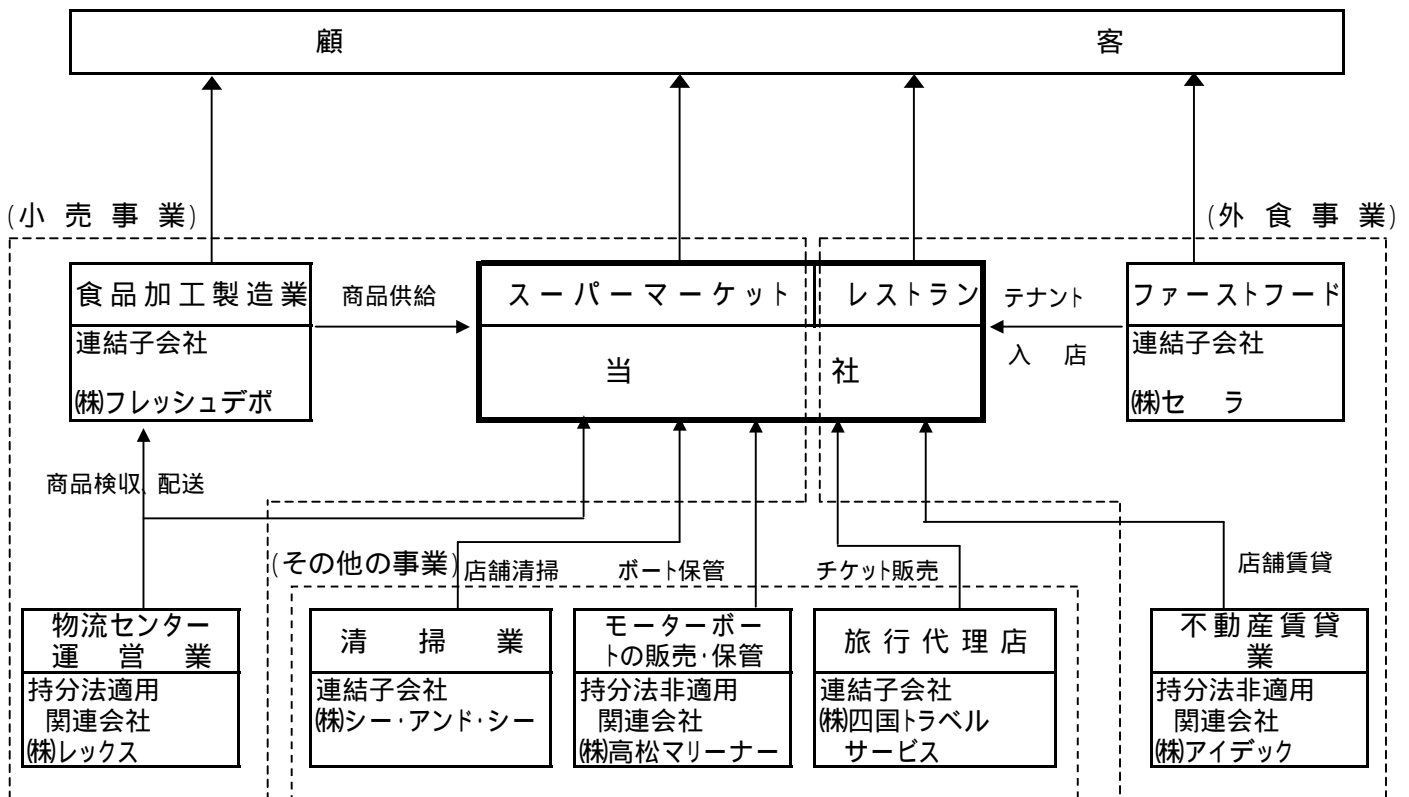 顧 客
(小 売 事 業)
(外 食 事 業)
食品加工製造業
連結子会社
㈱フレッシュデポ
商品供給
スーパーマーケット
レストラン
当 社
テナント
入 店
ファーストフード
連結子会社
㈱セ ラ
商品検収、配送
(その他の事業)
店舗清掃
ボート保管
チケット販売
店舗賃貸
物流センター
運 営 業
持分法適用
関連会社
㈱レックス
清 掃 業
連結子会社
㈱シー・アンド・シー
モーターボー
トの販売・保管
持分法非適用
関連会社
㈱高松マリーナー
旅行代理店
連結子会社
㈱四国トラベル
サービス
不動産賃貸
業
持分法非適用
関連会社
㈱アイデック